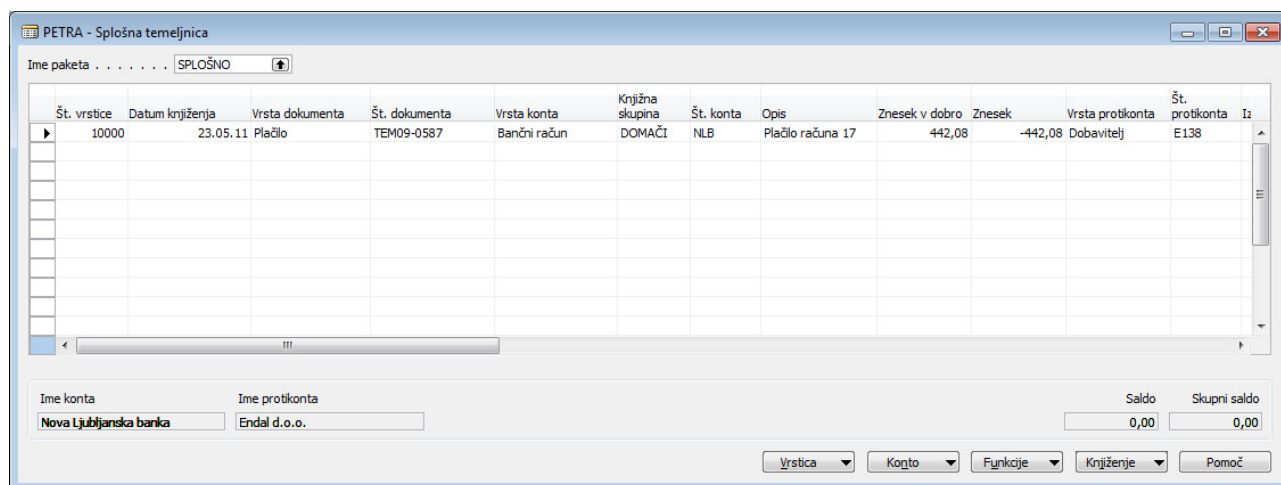 PETRA - Splošna temeljnica
Ime paketa . . . . . . . SPLOŠNO
Št. vrstice Datum knjiženja Vrsta dokumenta Št. dokumenta Vrsta konta Knjižna skupina Št. konta Opis Znesek v dobro Znesek Vrsta protikonta Št. protikonta Iz
10000 23.05.11 Plačilo TEM09-0587 Bančni račun DOMAČI NLB Plačilo računa 17 442,08 -442,08 Dobavitelj E138
Ime konta Ime protikonta Saldo Skupni saldo
Nova Ljubljanska banka Endal d.o.o. 0,00 0,00
Vrstica Konto Funkcije Knjiženje Pomoč